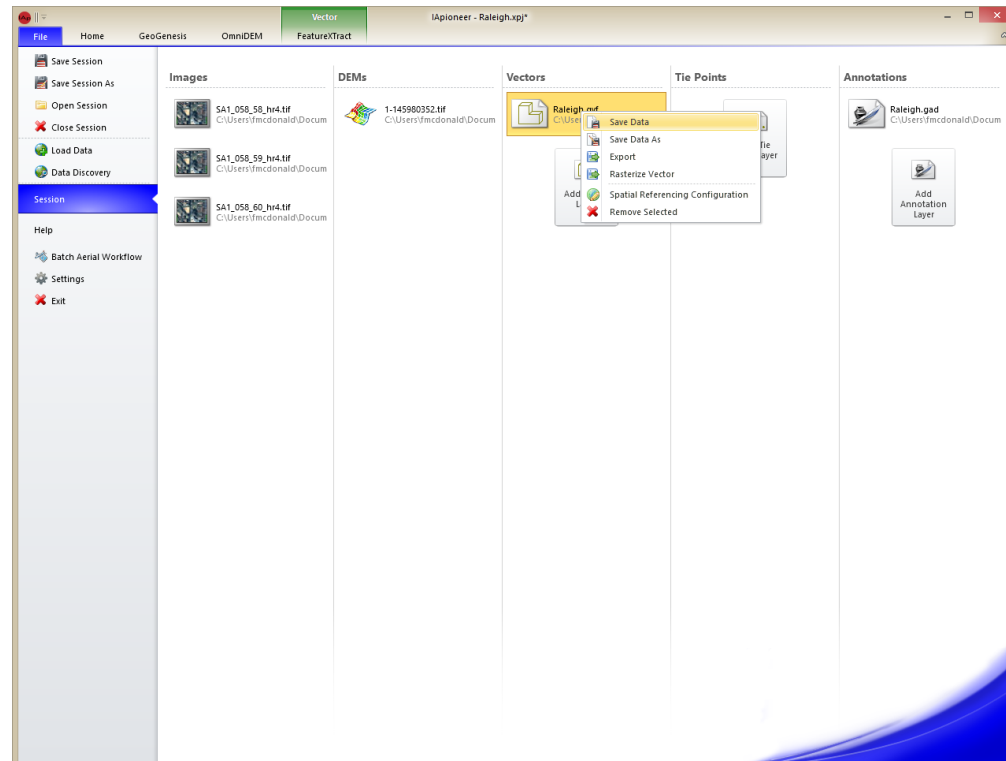 Vector
IApioneer - Raleigh.xpj*
File
Home
GeoGenesis
OmniDEM
FeatureXTract
Save Session
Save Session As
Open Session
Close Session
Load Data
Data Discovery
Session
Help
Batch Aerial Workflow
Settings
Exit
Images
SA1_058_58_hr4.tif
C:\Users\fmcdonald\Docum
SA1_058_59_hr4.tif
C:\Users\fmcdonald\Docum
SA1_058_60_hr4.tif
C:\Users\fmcdonald\Docum
DEMs
1-145980352.tif
C:\Users\fmcdonald\Docum
Vectors
C:\User
Add
L
Save Data
Save Data As
Export
Rasterize Vector
Spatial Referencing Configuration
Remove Selected
Tie Points
Tie
ayer
Annotations
Raleigh.gad
C:\Users\fmcdonald\Docum
Add
Annotation
Layer